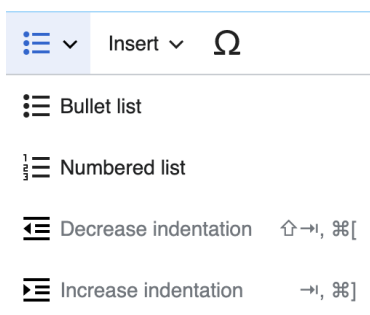 Insert Ω
Bullet list
Numbered list
Decrease indentation ⇧⇥, ⌘[
Increase indentation ⇥, ⌘]